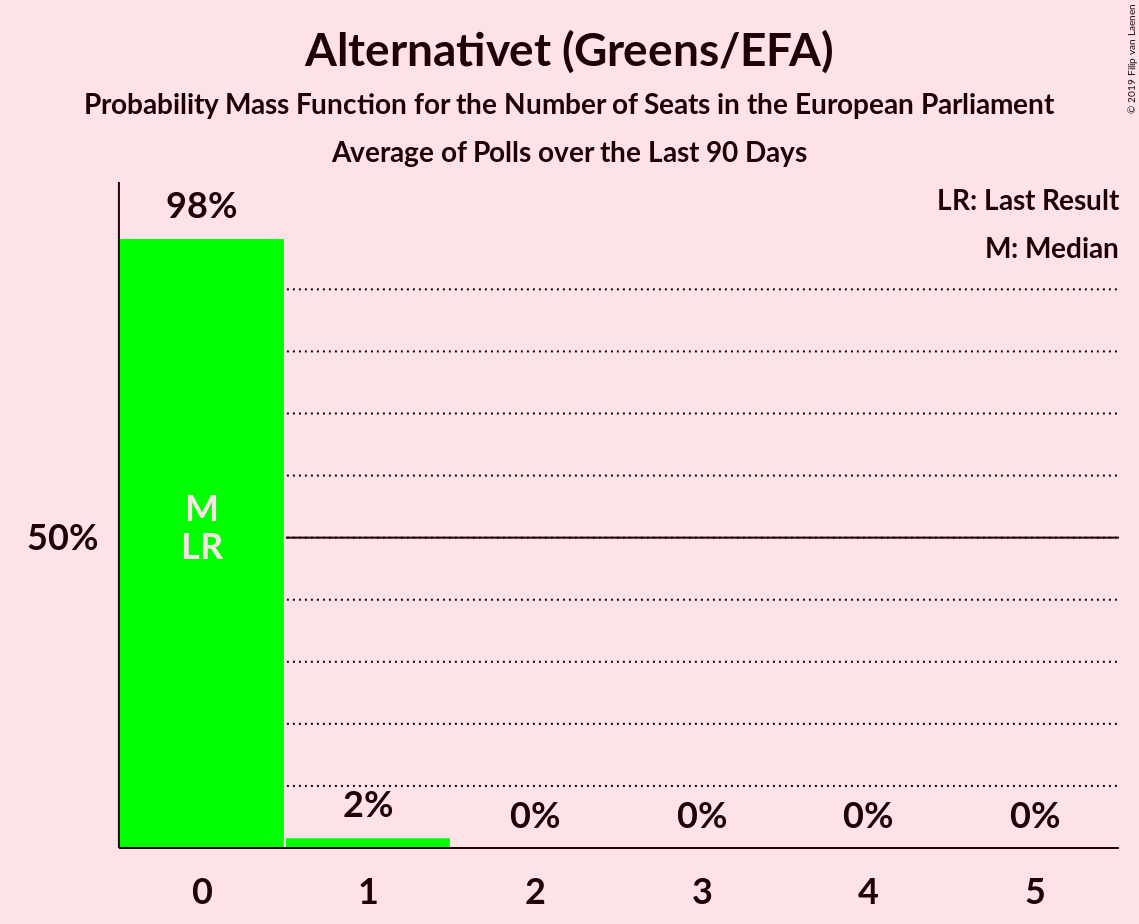 Alternativet (Greens/EFA)
Probability Mass Function for the Number of Seats in the European Parliament
Average of Polls over the Last 90 Days
© 2019 Filip van Laenen
LR: Last Result
M: Median
98%
M
LR
50%
2%
0%
0%
0%
0%
0
1
2
3
4
5